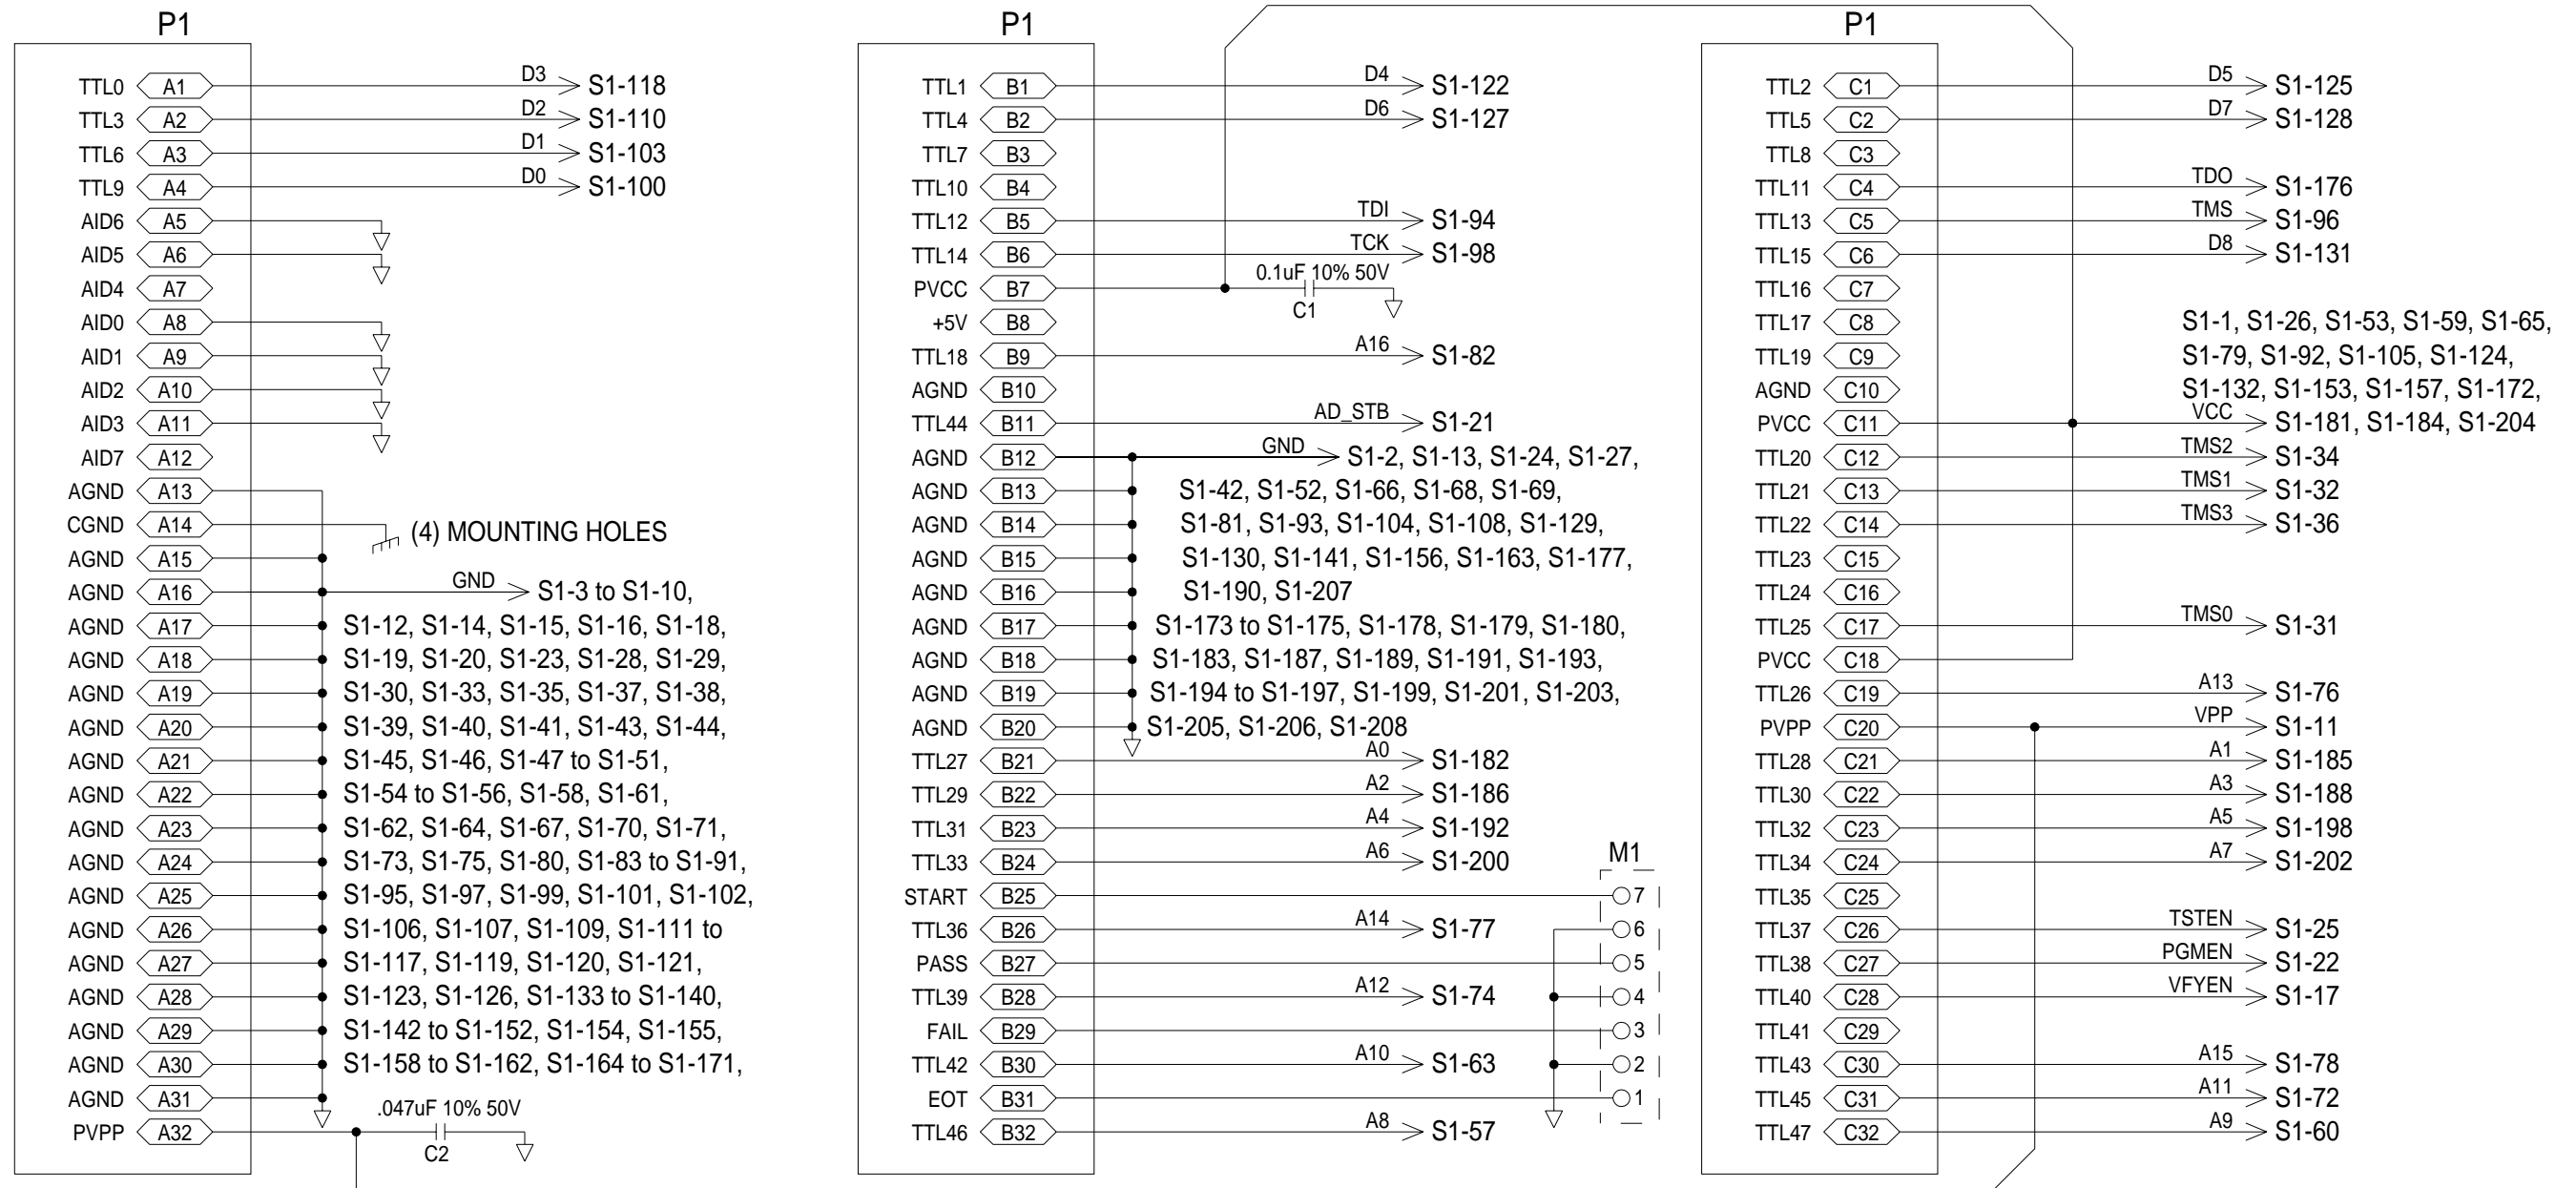 P1
TTL0 A1 D3 S1-118
TTL3 A2 D2 S1-110
TTL6 A3 D1 S1-103
TTL9 A4 D0 S1-100
AID6 A5
AID5 A6
AID4 A7
AID0 A8
AID1 A9
AID2 A10
AID3 A11
AID7 A12
AGND A13
CGND A14 (4) MOUNTING HOLES
AGND A15
AGND A16 GND S1-3 to S1-10,
AGND A17 S1-12, S1-14, S1-15, S1-16, S1-18,
AGND A18 S1-19, S1-20, S1-23, S1-28, S1-29,
AGND A19 S1-30, S1-33, S1-35, S1-37, S1-38,
AGND A20 S1-39, S1-40, S1-41, S1-43, S1-44,
AGND A21 S1-45, S1-46, S1-47 to S1-51,
AGND A22 S1-54 to S1-56, S1-58, S1-61,
AGND A23 S1-62, S1-64, S1-67, S1-70, S1-71,
AGND A24 S1-73, S1-75, S1-80, S1-83 to S1-91,
AGND A25 S1-95, S1-97, S1-99, S1-101, S1-102,
AGND A26 S1-106, S1-107, S1-109, S1-111 to
AGND A27 S1-117, S1-119, S1-120, S1-121,
AGND A28 S1-123, S1-126, S1-133 to S1-140,
AGND A29 S1-142 to S1-152, S1-154, S1-155,
AGND A30 S1-158 to S1-162, S1-164 to S1-171,
AGND A31
.047uF 10% 50V
PVPP A32
C2
P1
TTL1 B1 D4 S1-122
TTL4 B2 D6 S1-127
TTL7 B3
TTL10 B4
TTL12 B5 TDI S1-94
TTL14 B6 TCK S1-98
0.1uF 10% 50V
PVCC B7
C1
+5V B8
TTL18 B9 A16 S1-82
AGND B10
TTL44 B11 AD_STB S1-21
AGND B12 GND S1-2, S1-13, S1-24, S1-27,
AGND B13 S1-42, S1-52, S1-66, S1-68, S1-69,
AGND B14 S1-81, S1-93, S1-104, S1-108, S1-129,
AGND B15 S1-130, S1-141, S1-156, S1-163, S1-177,
AGND B16 S1-190, S1-207
AGND B17 S1-173 to S1-175, S1-178, S1-179, S1-180,
AGND B18 S1-183, S1-187, S1-189, S1-191, S1-193,
AGND B19 S1-194 to S1-197, S1-199, S1-201, S1-203,
AGND B20 S1-205, S1-206, S1-208
TTL27 B21 A0 S1-182
TTL29 B22 A2 S1-186
TTL31 B23 A4 S1-192
TTL33 B24 A6 S1-200
M1
START B25 7
TTL36 B26 A14 S1-77 6
PASS B27 5
TTL39 B28 A12 S1-74 4
FAIL B29 3
TTL42 B30 A10 S1-63 2
EOT B31 1
TTL46 B32 A8 S1-57
P1
TTL2 C1 D5 S1-125
TTL5 C2 D7 S1-128
TTL8 C3
TTL11 C4 TDO S1-176
TTL13 C5 TMS S1-96
TTL15 C6 D8 S1-131
TTL16 C7
TTL17 C8 S1-1, S1-26, S1-53, S1-59, S1-65,
TTL19 C9 S1-79, S1-92, S1-105, S1-124,
AGND C10 S1-132, S1-153, S1-157, S1-172,
PVCC C11 VCC S1-181, S1-184, S1-204
TTL20 C12 TMS2 S1-34
TTL21 C13 TMS1 S1-32
TTL22 C14 TMS3 S1-36
TTL23 C15
TTL24 C16
TTL25 C17 TMS0 S1-31
PVCC C18
TTL26 C19 A13 S1-76
PVPP C20 VPP S1-11
TTL28 C21 A1 S1-185
TTL30 C22 A3 S1-188
TTL32 C23 A5 S1-198
TTL34 C24 A7 S1-202
TTL35 C25
TTL37 C26 TSTEN S1-25
TTL38 C27 PGMEN S1-22
TTL40 C28 VFYEN S1-17
TTL41 C29
TTL43 C30 A15 S1-78
TTL45 C31 A11 S1-72
TTL47 C32 A9 S1-60